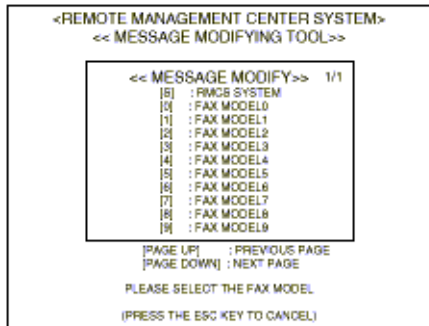 <REMOTE MANAGEMENT CENTER SYSTEM>
<< MESSAGE MODIFYING TOOL>>
<< MESSAGE MODIFY>> 1/1
[S] : RMCS SYSTEM
[0] : FAX MODEL0
[1] : FAX MODEL1
[2] : FAX MODEL2
[3] : FAX MODEL3
[4] : FAX MODEL4
[5] : FAX MODEL5
[6] : FAX MODEL6
[7] : FAX MODEL7
[8] : FAX MODEL8
[9] : FAX MODEL9
[PAGE UP] : PREVIOUS PAGE
[PAGE DOWN] : NEXT PAGE
PLEASE SELECT THE FAX MODEL
(PRESS THE ESC KEY TO CANCEL)